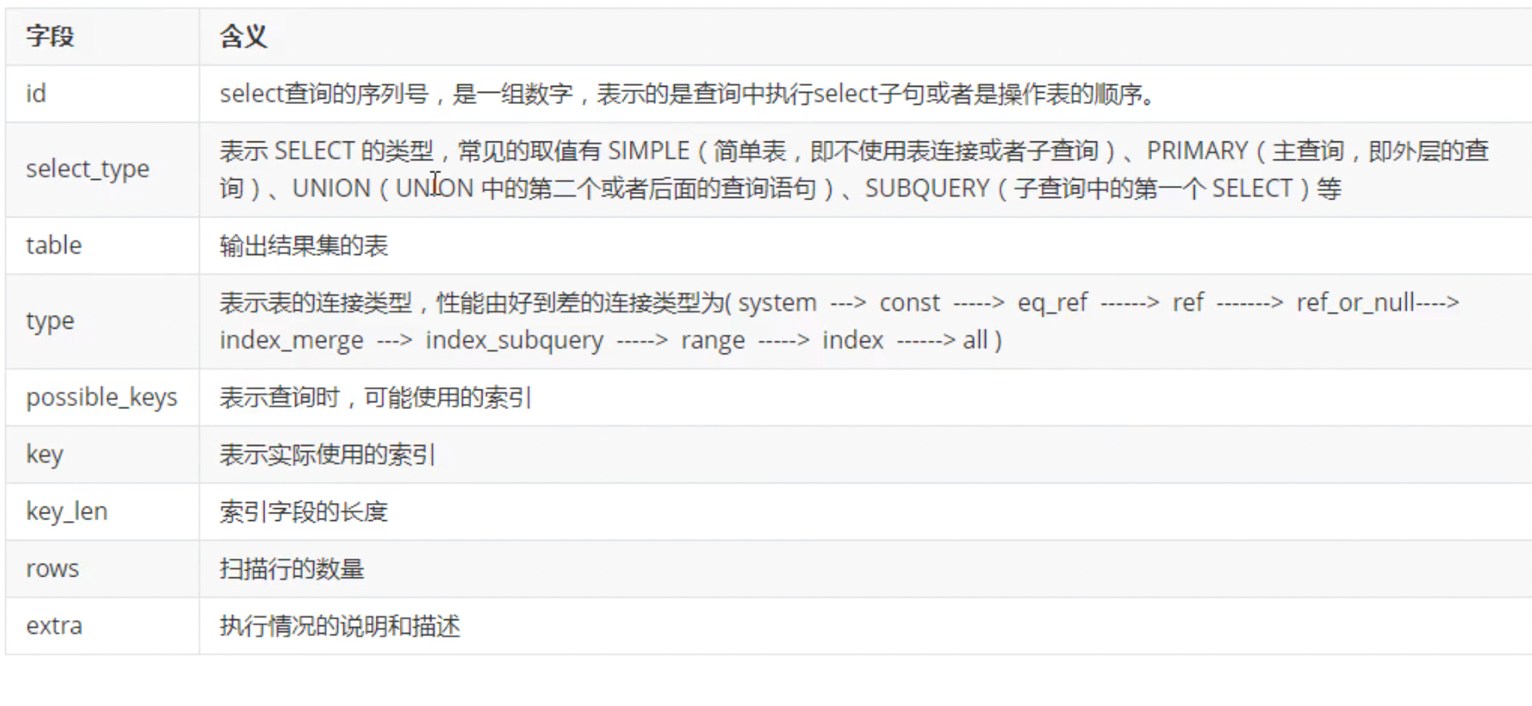 字段 含义
id select查询的序列号，是一组数字，表示的是查询中执行select子句或者是操作表的顺序。
select_type 表示 SELECT 的类型，常见的取值有 SIMPLE（简单表，即不使用表连接或者子查询）、PRIMARY（主查询，即外层的查
询）、UNION（UNION 中的第二个或者后面的查询语句）、SUBQUERY（子查询中的第一个 SELECT）等
table 输出结果集的表
type 表示表的连接类型，性能由好到差的连接类型为( system ---> const -----> eq_ref ------> ref -------> ref_or_null---->
index_merge ---> index_subquery -----> range -----> index ------> all )
possible_keys 表示查询时，可能使用的索引
key 表示实际使用的索引
key_len 索引字段的长度
rows 扫描行的数量
extra 执行情况的说明和描述